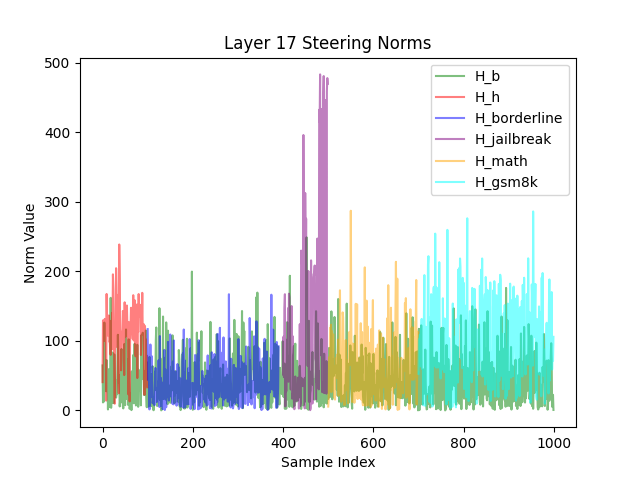 Layer 17 Steering Norms
Norm Value
500
400
300
200
100
0
H_b
H_h
H_borderline
H_jailbreak
H_math
H_gsm8k
0 200 400 600 800 1000
Sample Index